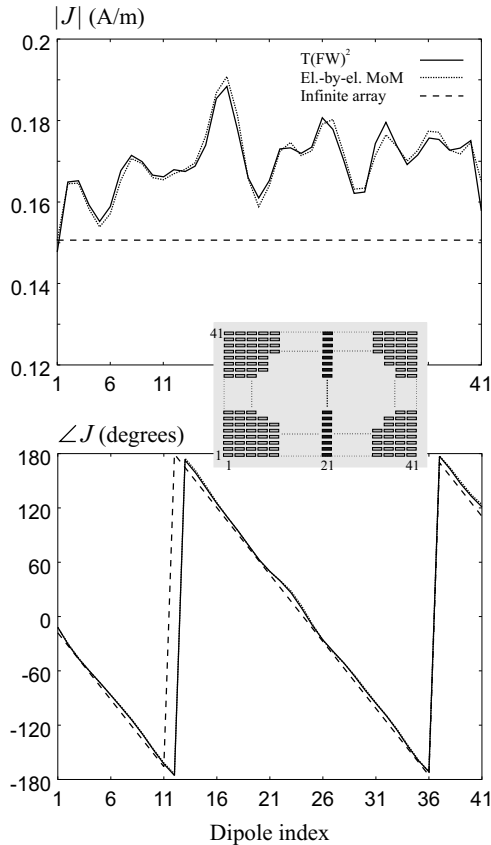 |J| (A/m)
0.2
T(FW)²
El.-by-el. MoM
Infinite array
0.18
0.16
0.14
0.12
1 6 11 41
41
1
1 21 41
∠J (degrees)
180
120
60
0
-60
-120
-180
1 6 11 16 21 26 31 36 41
Dipole index